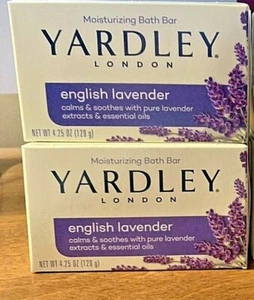 Moisturizing Bath Bar
YARDLEY®
LONDON
english lavender
calms & soothes with pure lavender
extracts & essential oils
NET WT 4.25 OZ (120 g)
Moisturizing Bath Bar
YARDLEY®
LONDON
english lavender
calms & soothes with pure lavender
extracts & essential oils
NET WT 4.25 OZ (120 g)